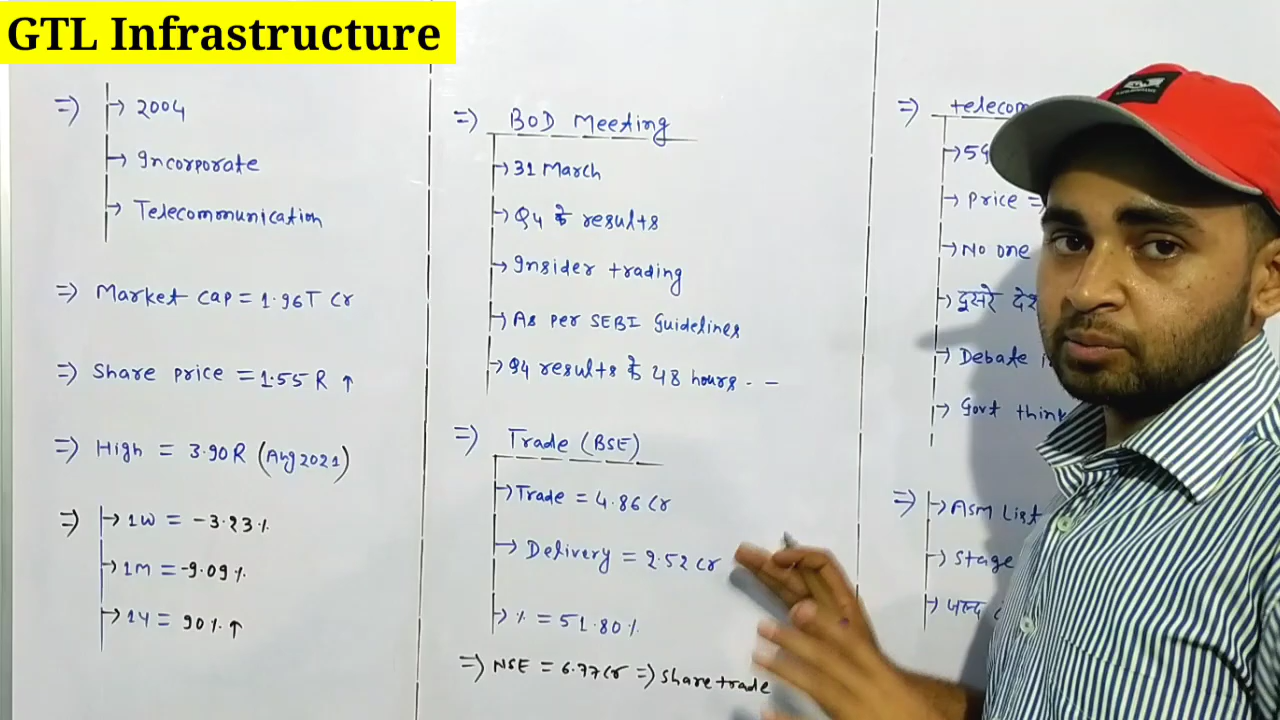 GTL Infrastructure
⇒ → 2004
→ Incorporate
→ Telecommunication
⇒ Market cap = 1.96T Cr
⇒ Share price = 1.55 R ↑
⇒ High = 3.90 R (Aug 2021)
⇒ → 1W = -3.23%
→ 1M = -9.09%
→ 1Y = 90% ↑
⇒ BOD Meeting
→ 31 March
→ Q4 के results
→ Insider trading
→ As per SEBI Guidelines
→ Q4 results के 48 hours - -
⇒ Trade (BSE)
→ Trade = 4.86 Cr
→ Delivery = 2.52 Cr
→ % = 51.80%
⇒ NSE = 6.77 Cr ⇒ share trade
⇒ telecom
→ 5G
→ Price =
→ No one
→ दुसरे देश
→ Debate
→ Govt think
⇒ → ASM List
→ Stage
→ जल्द